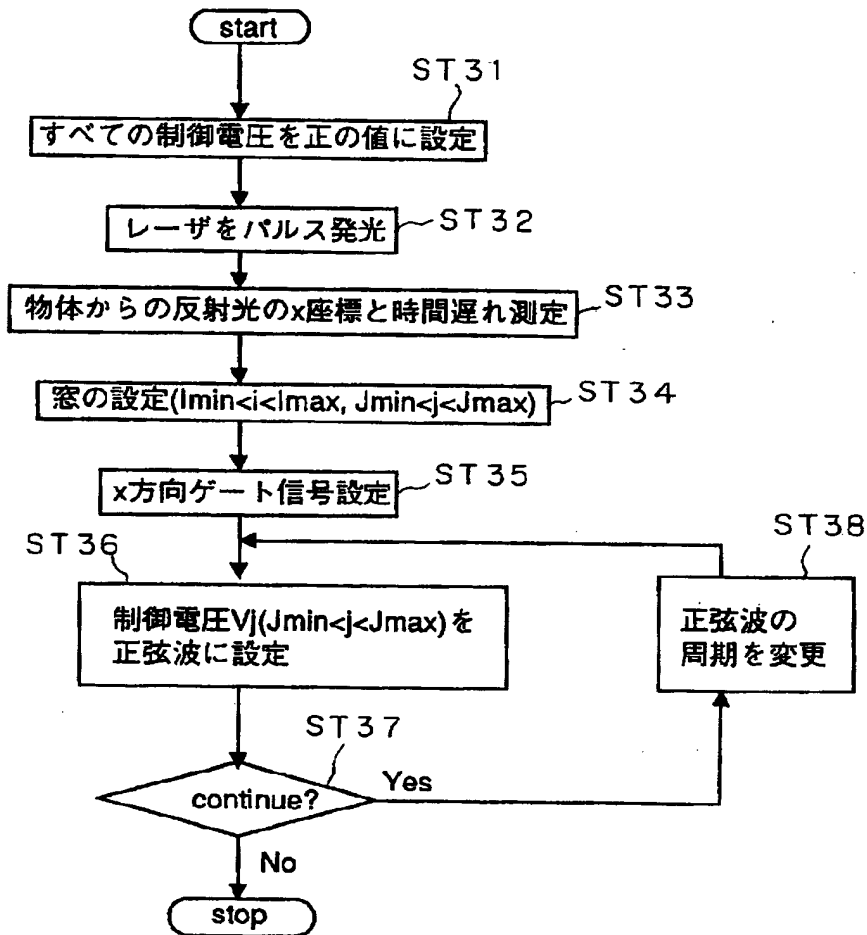 start
ST31
すべての制御電圧を正の値に設定
レーザをパルス発光
ST32
物体からの反射光のx座標と時間遅れ測定
ST33
窓の設定(Imin<i<Imax, Jmin<j<Jmax)
ST34
x方向ゲート信号設定
ST35
ST36
制御電圧Vj(Jmin<j<Jmax)を
正弦波に設定
ST38
正弦波の
周期を変更
ST37
continue?
Yes
No
stop